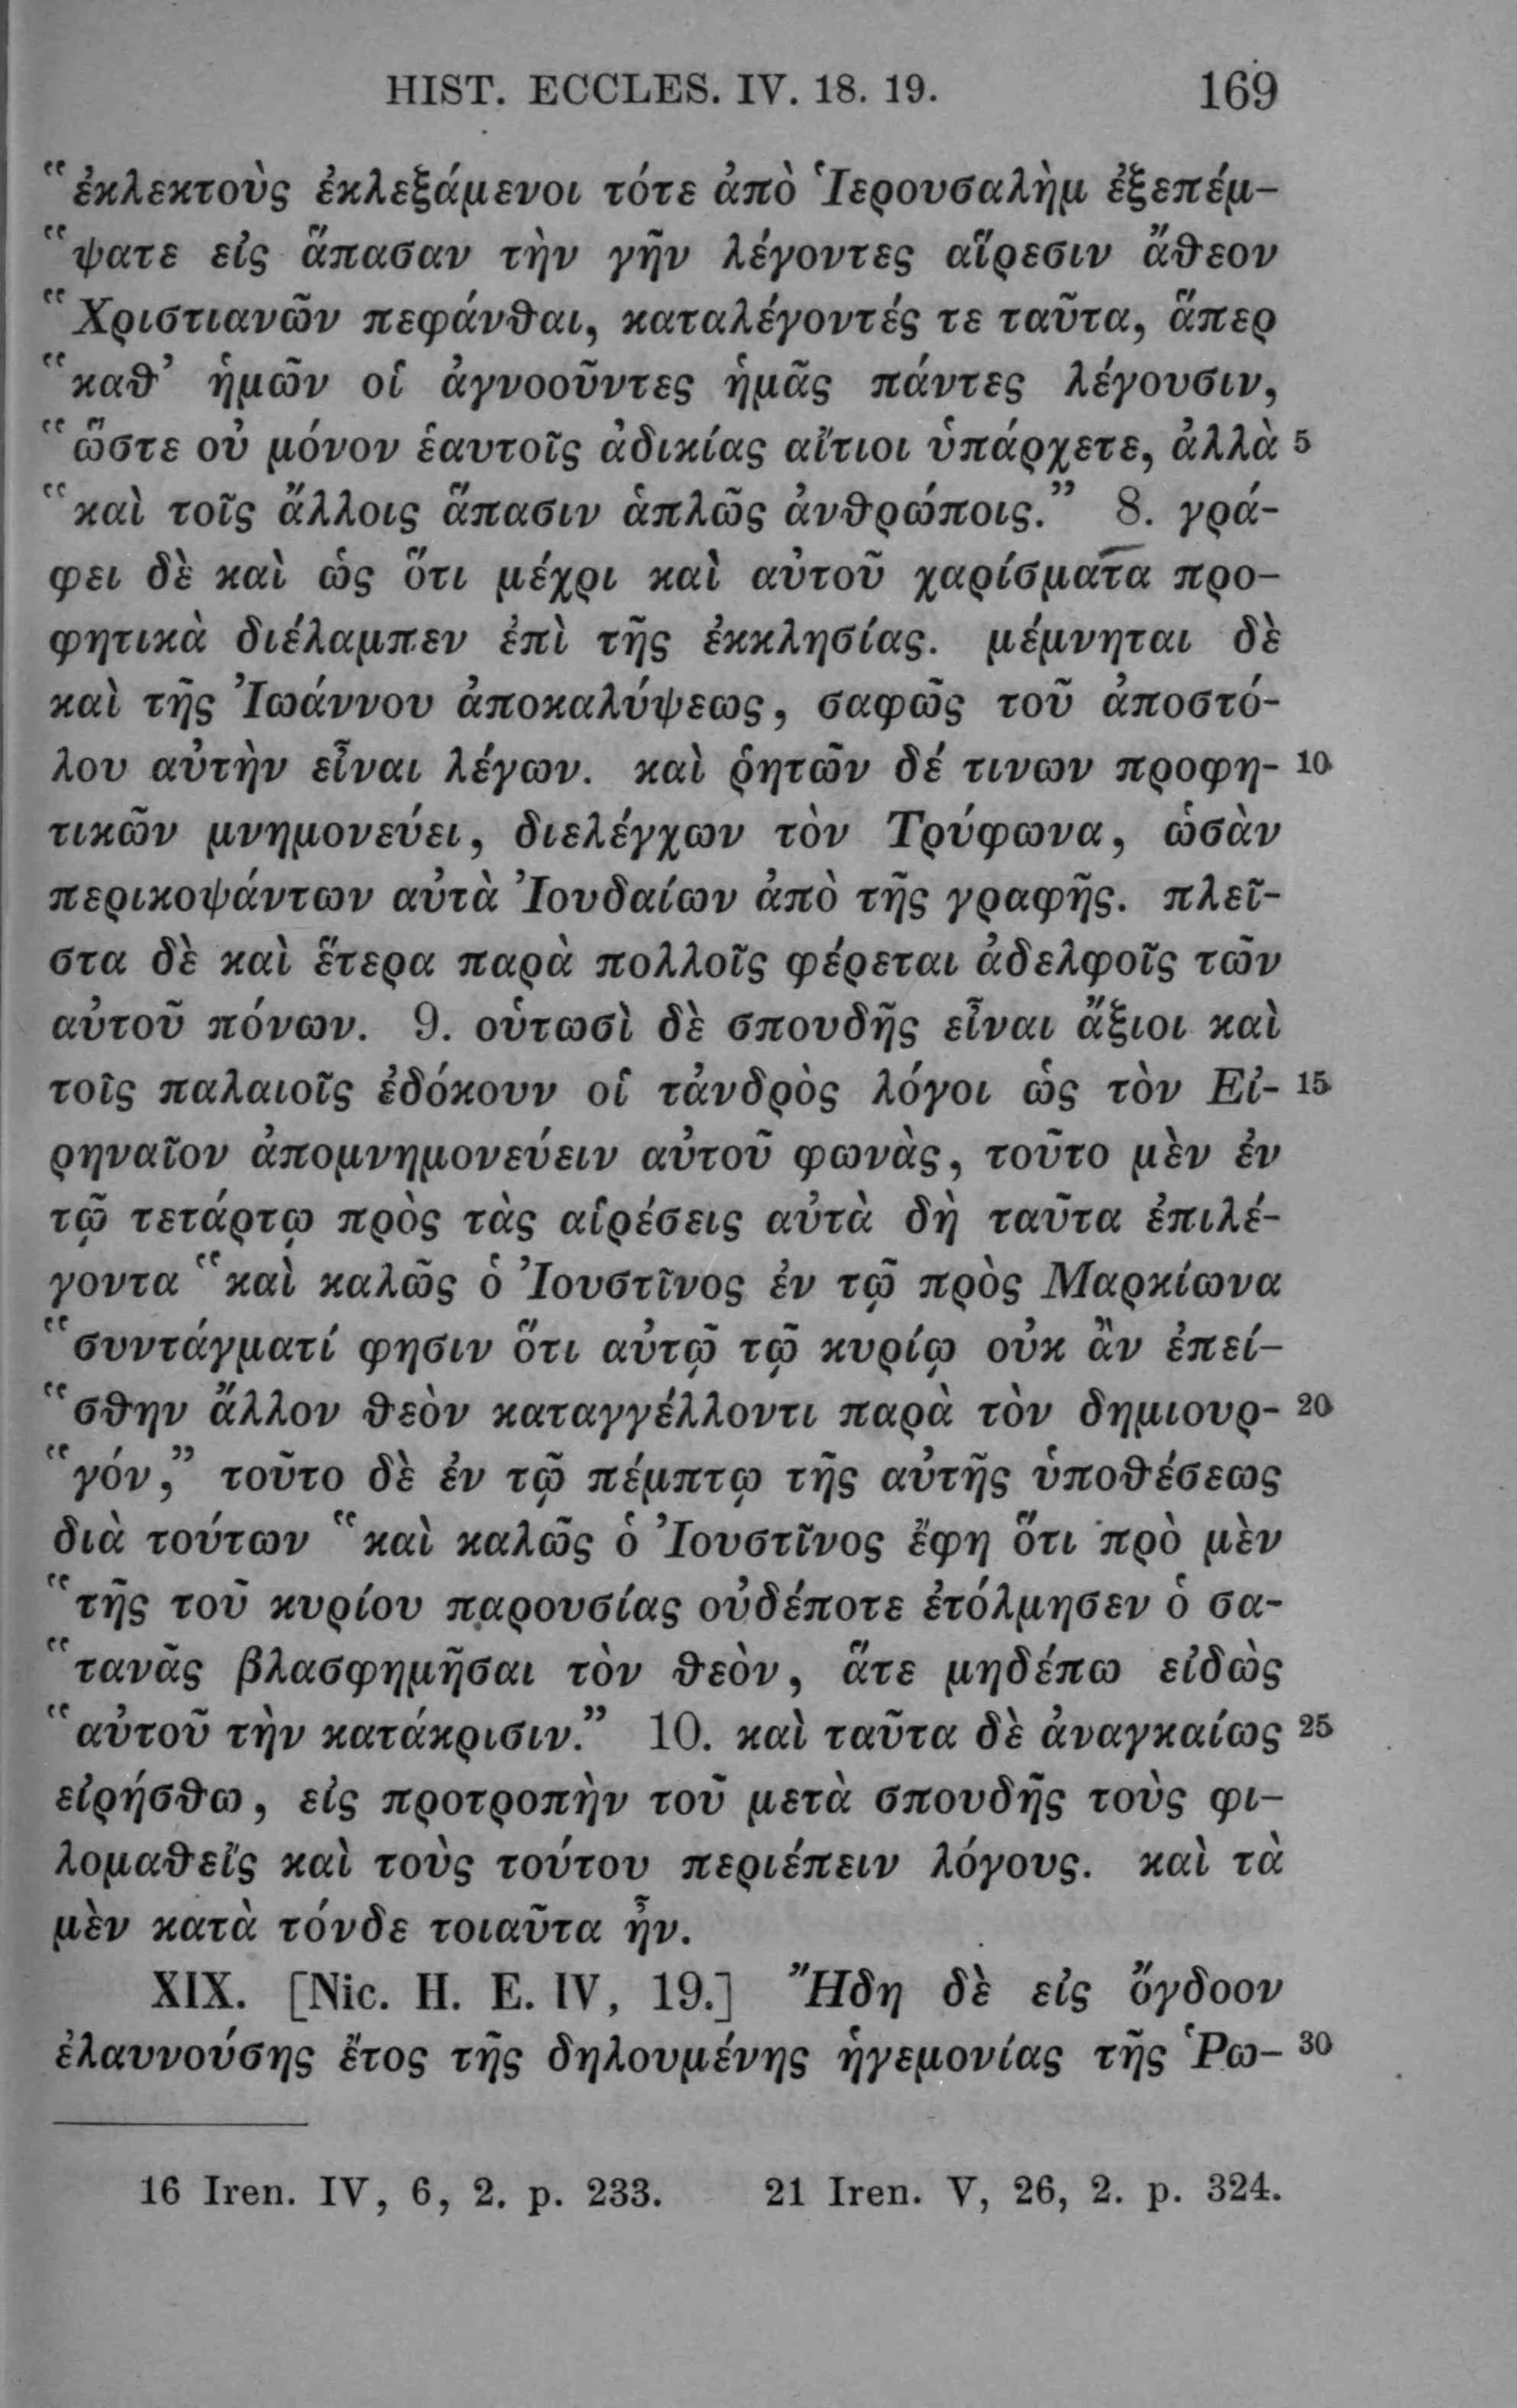 HIST. ECCLES. IV. 18. 19. 169
“ἐκλεκτοὺς ἐκλεξάμενοι τότε ἀπὸ Ἱερουσαλὴμ ἐξεπέμ-
“ψατε εἰς ἅπασαν τὴν γῆν λέγοντες αἵρεσιν ἄθεον
“Χριστιανῶν πεφάνθαι, καταλέγοντές τε ταῦτα, ἅπερ
“καθ’ ἡμῶν οἱ ἀγνοοῦντες ἡμᾶς πάντες λέγουσιν,
“ὥστε οὐ μόνον ἑαυτοῖς ἀδικίας αἴτιοι ὑπάρχετε, ἀλλὰ 5
“καὶ τοῖς ἄλλοις ἅπασιν ἁπλῶς ἀνθρώποις.” 8. γρά-
φει δὲ καὶ ὡς ὅτι μέχρι καὶ αὐτοῦ χαρίσματα προ-
φητικὰ διέλαμπεν ἐπὶ τῆς ἐκκλησίας. μέμνηται δὲ
καὶ τῆς Ἰωάννου ἀποκαλύψεως, σαφῶς τοῦ ἀποστό-
λου αὐτὴν εἶναι λέγων. καὶ ῥητῶν δέ τινων προφη- 10
τικῶν μνημονεύει, διελέγχων τὸν Τρύφωνα, ὡσὰν
περικοψάντων αὐτὰ Ἰουδαίων ἀπὸ τῆς γραφῆς. πλεῖ-
στα δὲ καὶ ἕτερα παρὰ πολλοῖς φέρεται ἀδελφοῖς τῶν
αὐτοῦ πόνων. 9. οὑτωσὶ δὲ σπουδῆς εἶναι ἄξιοι καὶ
τοῖς παλαιοῖς ἐδόκουν οἱ τἀνδρὸς λόγοι ὡς τὸν Εἰ- 15
ρηναῖον ἀπομνημονεύειν αὐτοῦ φωνὰς, τοῦτο μὲν ἐν
τῷ τετάρτῳ πρὸς τὰς αἱρέσεις αὐτὰ δὴ ταῦτα ἐπιλέ-
γοντα “καὶ καλῶς ὁ Ἰουστῖνος ἐν τῷ πρὸς Μαρκίωνα
“συντάγματί φησιν ὅτι αὐτῷ τῷ κυρίῳ οὐκ ἂν ἐπεί-
“σθην ἄλλον θεὸν καταγγέλλοντι παρὰ τὸν δημιουρ- 20
“γόν,” τοῦτο δὲ ἐν τῷ πέμπτῳ τῆς αὐτῆς ὑποθέσεως
διὰ τούτων “καὶ καλῶς ὁ Ἰουστῖνος ἔφη ὅτι πρὸ μὲν
“τῆς τοῦ κυρίου παρουσίας οὐδέποτε ἐτόλμησεν ὁ σα-
“τανᾶς βλασφημῆσαι τὸν θεὸν, ἅτε μηδέπω εἰδὼς
“αὐτοῦ τὴν κατάκρισιν.” 10. καὶ ταῦτα δὲ ἀναγκαίως 25
εἰρήσθω, εἰς προτροπὴν τοῦ μετὰ σπουδῆς τοὺς φι-
λομαθεῖς καὶ τοὺς τούτου περιέπειν λόγους. καὶ τὰ
μὲν κατὰ τόνδε τοιαῦτα ἦν.
XIX. [Nic. H. E. IV, 19.] Ἤδη δὲ εἰς ὄγδοον
ἐλαυνούσης ἔτος τῆς δηλουμένης ἡγεμονίας τῆς Ῥω- 30
16 Iren. IV, 6, 2. p. 233. 21 Iren. V, 26, 2. p. 324.